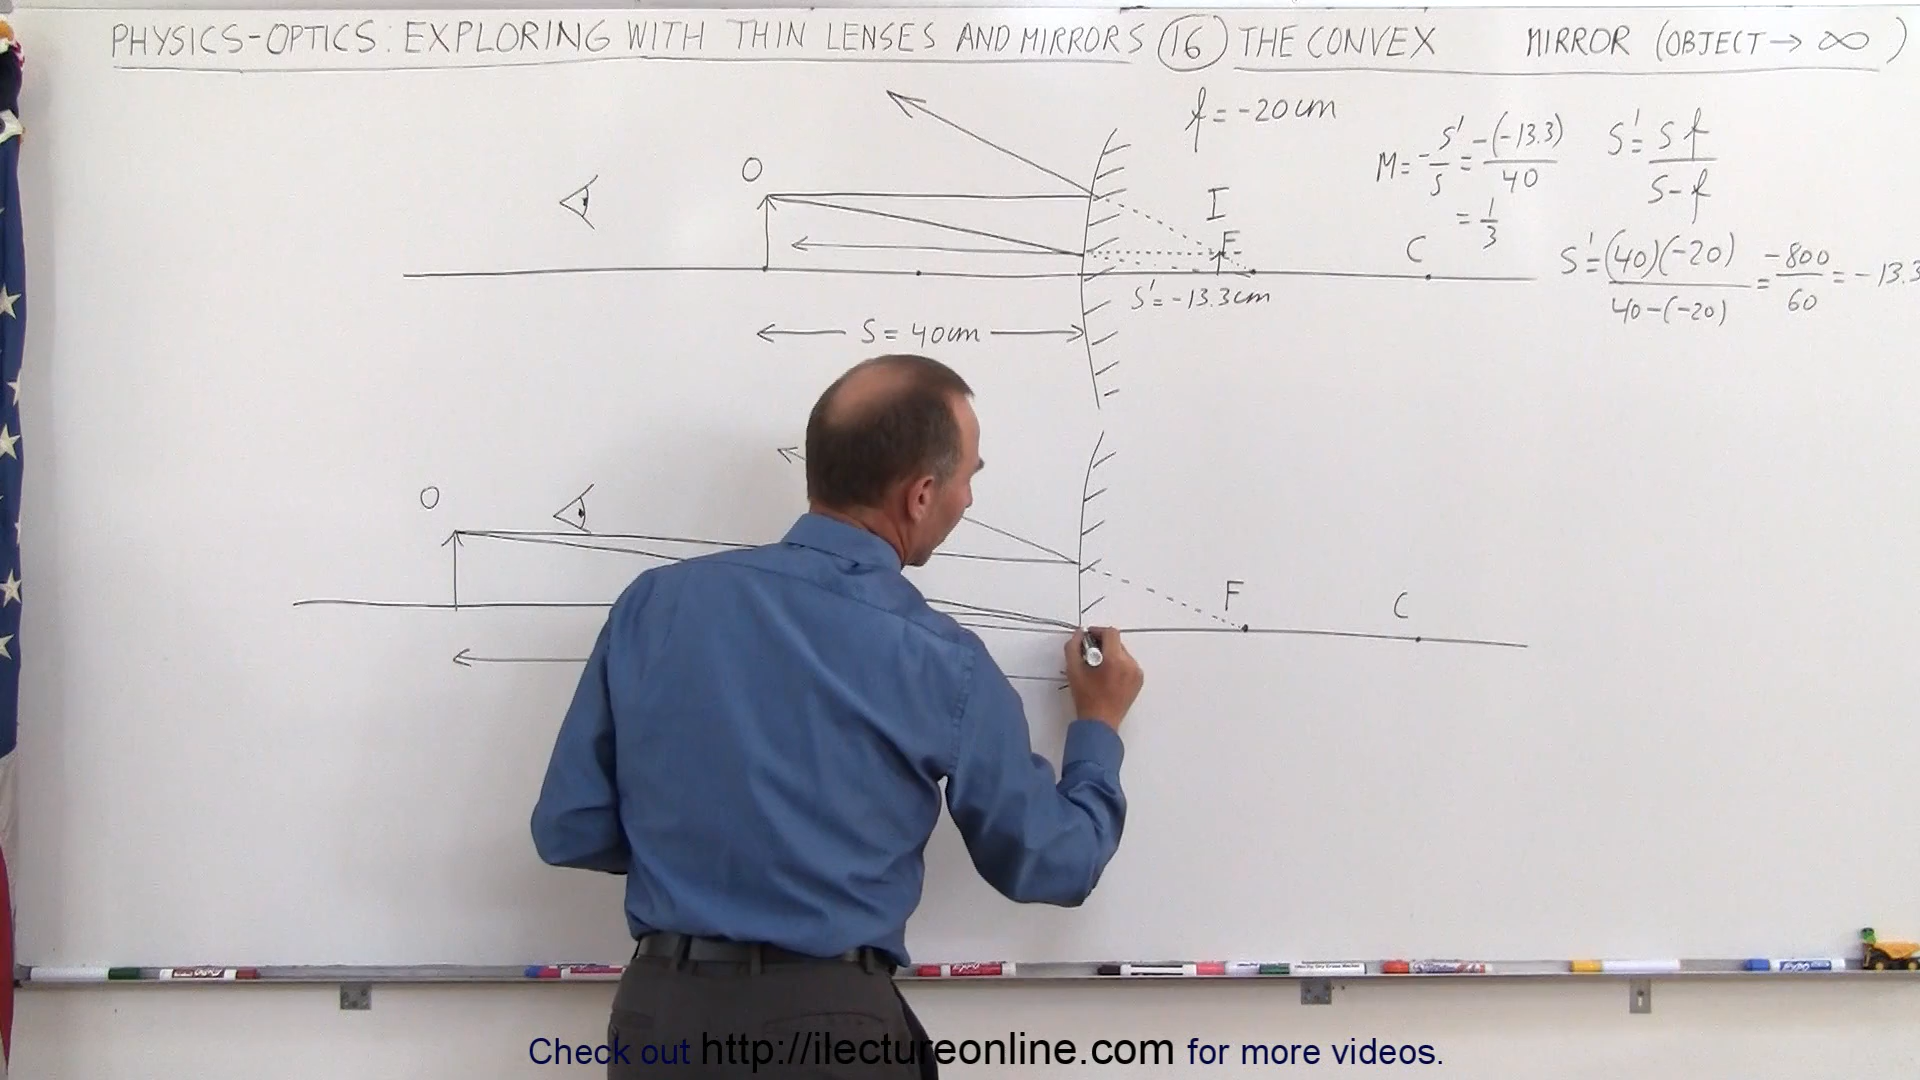 PHYSICS-OPTICS: EXPLORING WITH THIN LENSES AND MIRRORS 16 THE CONVEX MIRROR (OBJECT → ∞)
f = -20cm
M = -S'/S = -(-13.3)/40
= 1/3
S' = Sf/S-f
S' = (40)(-20)/40-(-20) = -800/60 = -13.3
O
I
F
C
S' = -13.3cm
S = 40cm
O
F
C
Check out http://ilectureonline.com for more videos.